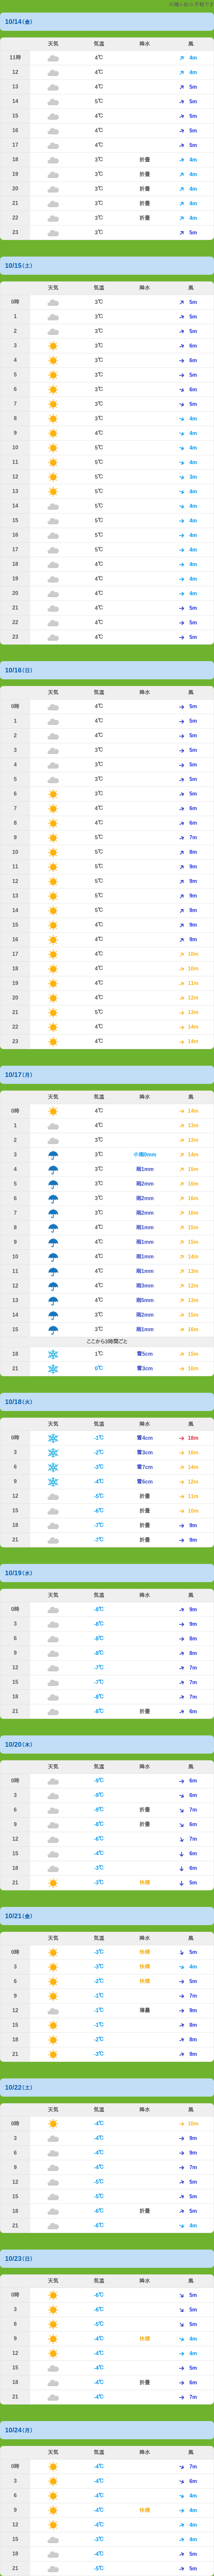 の予報です
10/14(金)
天気 気温 降水 風
11時 4℃ 4m
12 4℃ 4m
13 4℃ 5m
14 5℃ 5m
15 4℃ 5m
16 4℃ 5m
17 4℃ 5m
18 3℃ 折畳 4m
19 3℃ 折畳 4m
20 3℃ 折畳 4m
21 3℃ 折畳 4m
22 3℃ 折畳 4m
23 3℃ 5m
10/15(土)
天気 気温 降水 風
0時 3℃ 5m
1 3℃ 5m
2 3℃ 5m
3 3℃ 6m
4 3℃ 6m
5 3℃ 5m
6 3℃ 6m
7 3℃ 5m
8 3℃ 4m
9 4℃ 4m
10 5℃ 4m
11 5℃ 4m
12 5℃ 3m
13 5℃ 4m
14 5℃ 4m
15 5℃ 4m
16 5℃ 4m
17 5℃ 4m
18 4℃ 4m
19 4℃ 4m
20 4℃ 4m
21 4℃ 5m
22 4℃ 5m
23 4℃ 5m
10/16(日)
天気 気温 降水 風
0時 3℃ 5m
1 4℃ 5m
2 4℃ 5m
3 3℃ 5m
4 3℃ 5m
5 3℃ 5m
6 3℃ 5m
7 4℃ 6m
8 4℃ 6m
9 5℃ 7m
10 5℃ 8m
11 5℃ 9m
12 5℃ 9m
13 5℃ 9m
14 5℃ 9m
15 4℃ 9m
16 4℃ 9m
17 4℃ 10m
18 4℃ 10m
19 4℃ 11m
20 4℃ 12m
21 5℃ 13m
22 4℃ 14m
23 4℃ 14m
10/17(月)
天気 気温 降水 風
0時 4℃ 14m
1 4℃ 13m
2 3℃ 13m
3 3℃ 小雨0mm 14m
4 3℃ 雨1mm 15m
5 3℃ 雨2mm 16m
6 3℃ 雨2mm 16m
7 3℃ 雨2mm 16m
8 4℃ 雨1mm 15m
9 4℃ 雨1mm 15m
10 4℃ 雨1mm 14m
11 4℃ 雨1mm 13m
12 4℃ 雨3mm 12m
13 4℃ 雨5mm 13m
14 3℃ 雨2mm 15m
15 3℃ 雨1mm 16m
ここから3時間ごと
18 1℃ 雪5cm 15m
21 0℃ 雪3cm 16m
10/18(火)
天気 気温 降水 風
0時 -1℃ 雪4cm 18m
3 -2℃ 雪3cm 16m
6 -3℃ 雪7cm 14m
9 -4℃ 雪6cm 12m
12 -5℃ 折畳 11m
15 -6℃ 折畳 10m
18 -7℃ 折畳 9m
21 -7℃ 折畳 9m
10/19(水)
天気 気温 降水 風
0時 -8℃ 9m
3 -8℃ 9m
6 -8℃ 8m
9 -8℃ 8m
12 -7℃ 7m
15 -7℃ 7m
18 -8℃ 7m
21 -8℃ 折畳 6m
10/20(木)
天気 気温 降水 風
0時 -9℃ 6m
3 -9℃ 6m
6 -9℃ 折畳 7m
9 -8℃ 折畳 6m
12 -6℃ 7m
15 -4℃ 6m
18 -3℃ 6m
21 -3℃ 快晴 5m
10/21(金)
天気 気温 降水 風
0時 -3℃ 快晴 5m
3 -3℃ 快晴 4m
6 -2℃ 快晴 5m
9 -1℃ 7m
12 -1℃ 薄曇 9m
15 -1℃ 8m
18 -2℃ 8m
21 -3℃ 9m
10/22(土)
天気 気温 降水 風
0時 -4℃ 10m
3 -4℃ 9m
6 -4℃ 9m
9 -4℃ 7m
12 -5℃ 5m
15 -5℃ 5m
18 -6℃ 折畳 5m
21 -6℃ 4m
10/23(日)
天気 気温 降水 風
0時 -6℃ 5m
3 -6℃ 5m
6 -5℃ 5m
9 -4℃ 快晴 4m
12 -4℃ 4m
15 -4℃ 5m
18 -4℃ 折畳 6m
21 -4℃ 7m
10/24(月)
天気 気温 降水 風
0時 -4℃ 7m
3 -4℃ 6m
6 -4℃ 4m
9 -4℃ 快晴 4m
12 -4℃ 4m
15 -3℃ 4m
18 -4℃ 5m
21 -5℃ 5m